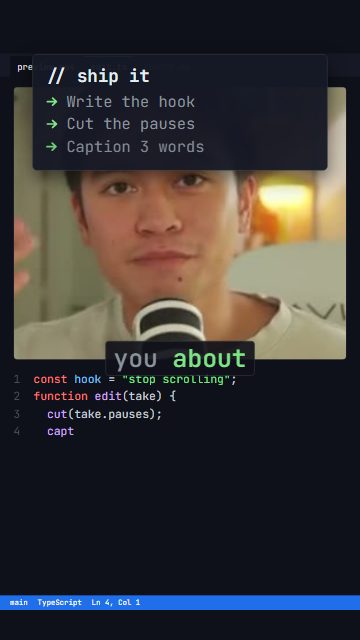 // ship it
→ Write the hook
→ Cut the pauses
→ Caption 3 words
you about
1 const hook = "stop scrolling";
2 function edit(take) {
3 cut(take.pauses);
4 capt
main TypeScript Ln 4, Col 1